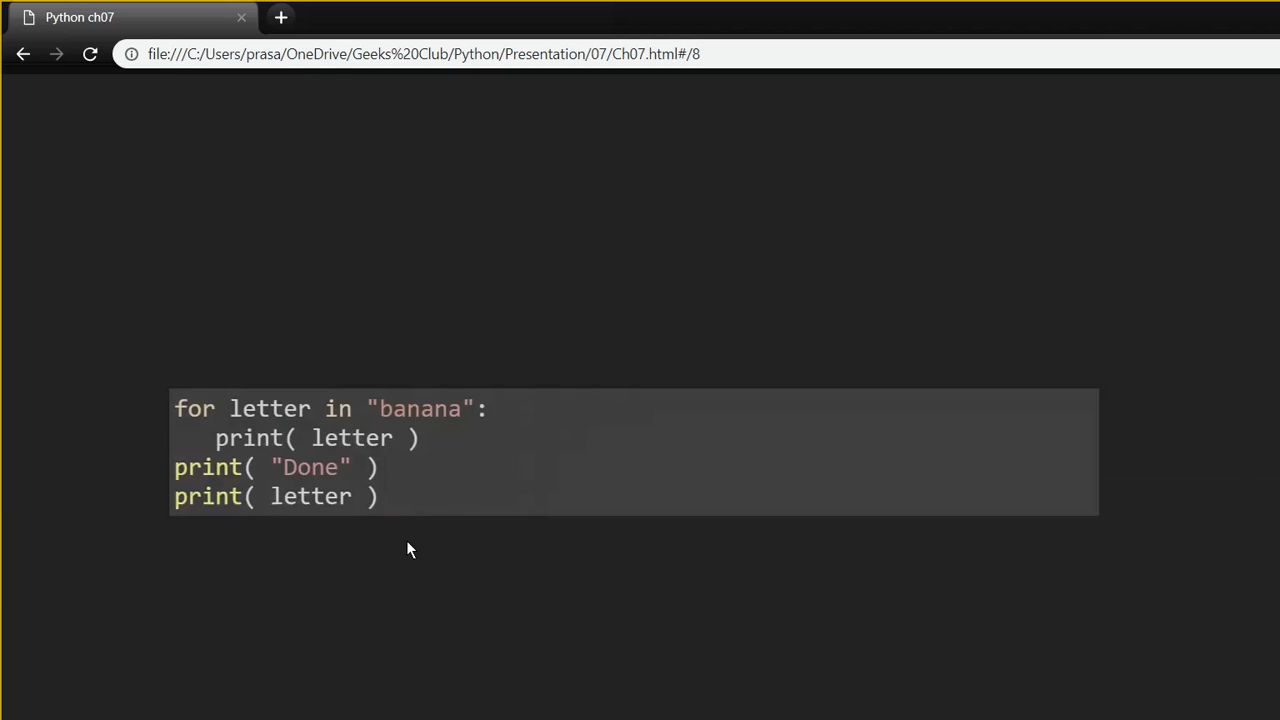 Python ch07
file:///C:/Users/prasa/OneDrive/Geeks%20Club/Python/Presentation/07/Ch07.html#/8
for letter in "banana":
   print( letter )
print( "Done" )
print( letter )